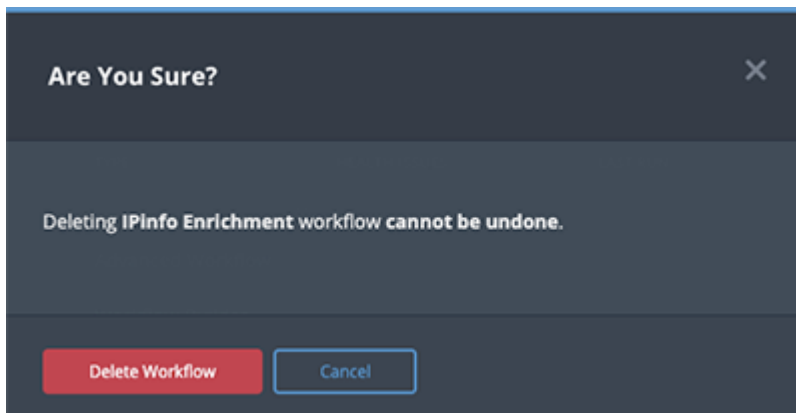 Are You Sure?
Deleting IPinfo Enrichment workflow cannot be undone.
Delete Workflow
Cancel